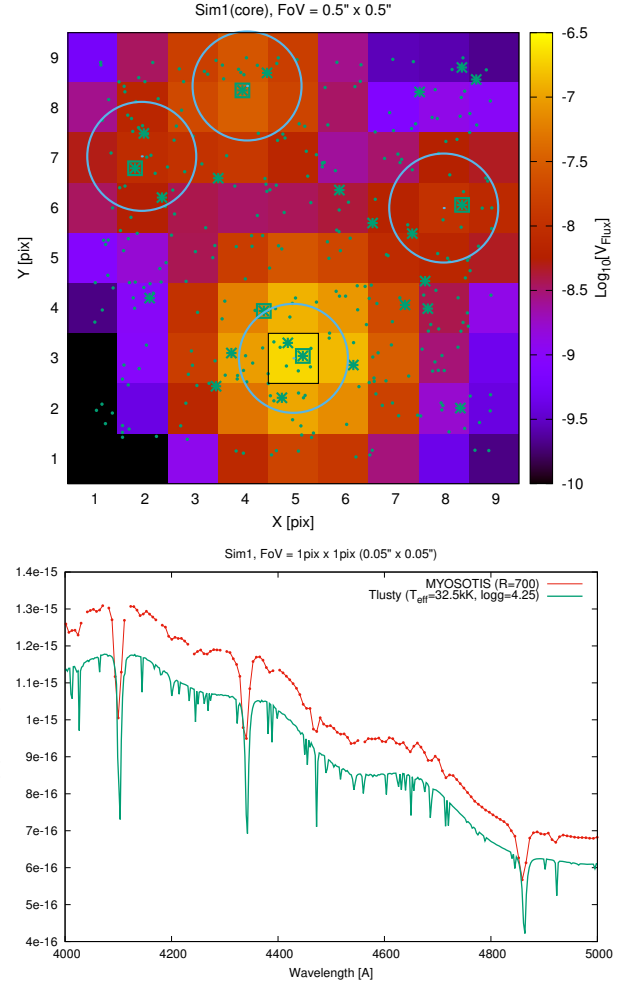 Sim1(core), FoV = 0.5" x 0.5"
Y [pix]
9
8
7
6
5
4
3
2
1
1 2 3 4 5 6 7 8 9
X [pix]
-6.5
-7
-7.5
-8
-8.5
-9
-9.5
-10
Log10[VFlux]
Sim1, FoV = 1pix x 1pix (0.05" x 0.05")
MYOSOTIS (R=700)
Tlusty (Teff=32.5kK, logg=4.25)
1.4e-15
1.3e-15
1.2e-15
1.1e-15
1e-15
9e-16
8e-16
7e-16
6e-16
5e-16
4e-16
4000 4200 4400 4600 4800 5000
Wavelength [A]